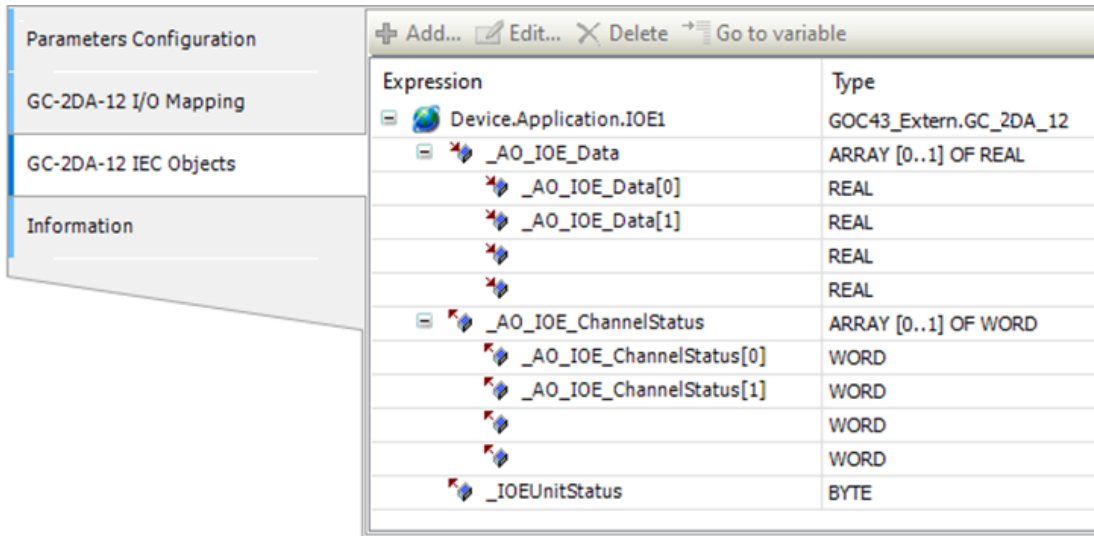 Parameters Configuration
GC-2DA-12 I/O Mapping
GC-2DA-12 IEC Objects
Information
Add... Edit... Delete Go to variable
Expression Type
Device.Application.IOE1 GOC43_Extern.GC_2DA_12
_AO_IOE_Data ARRAY [0..1] OF REAL
_AO_IOE_Data[0] REAL
_AO_IOE_Data[1] REAL
REAL
REAL
_AO_IOE_ChannelStatus ARRAY [0..1] OF WORD
_AO_IOE_ChannelStatus[0] WORD
_AO_IOE_ChannelStatus[1] WORD
WORD
WORD
_IOEUnitStatus BYTE